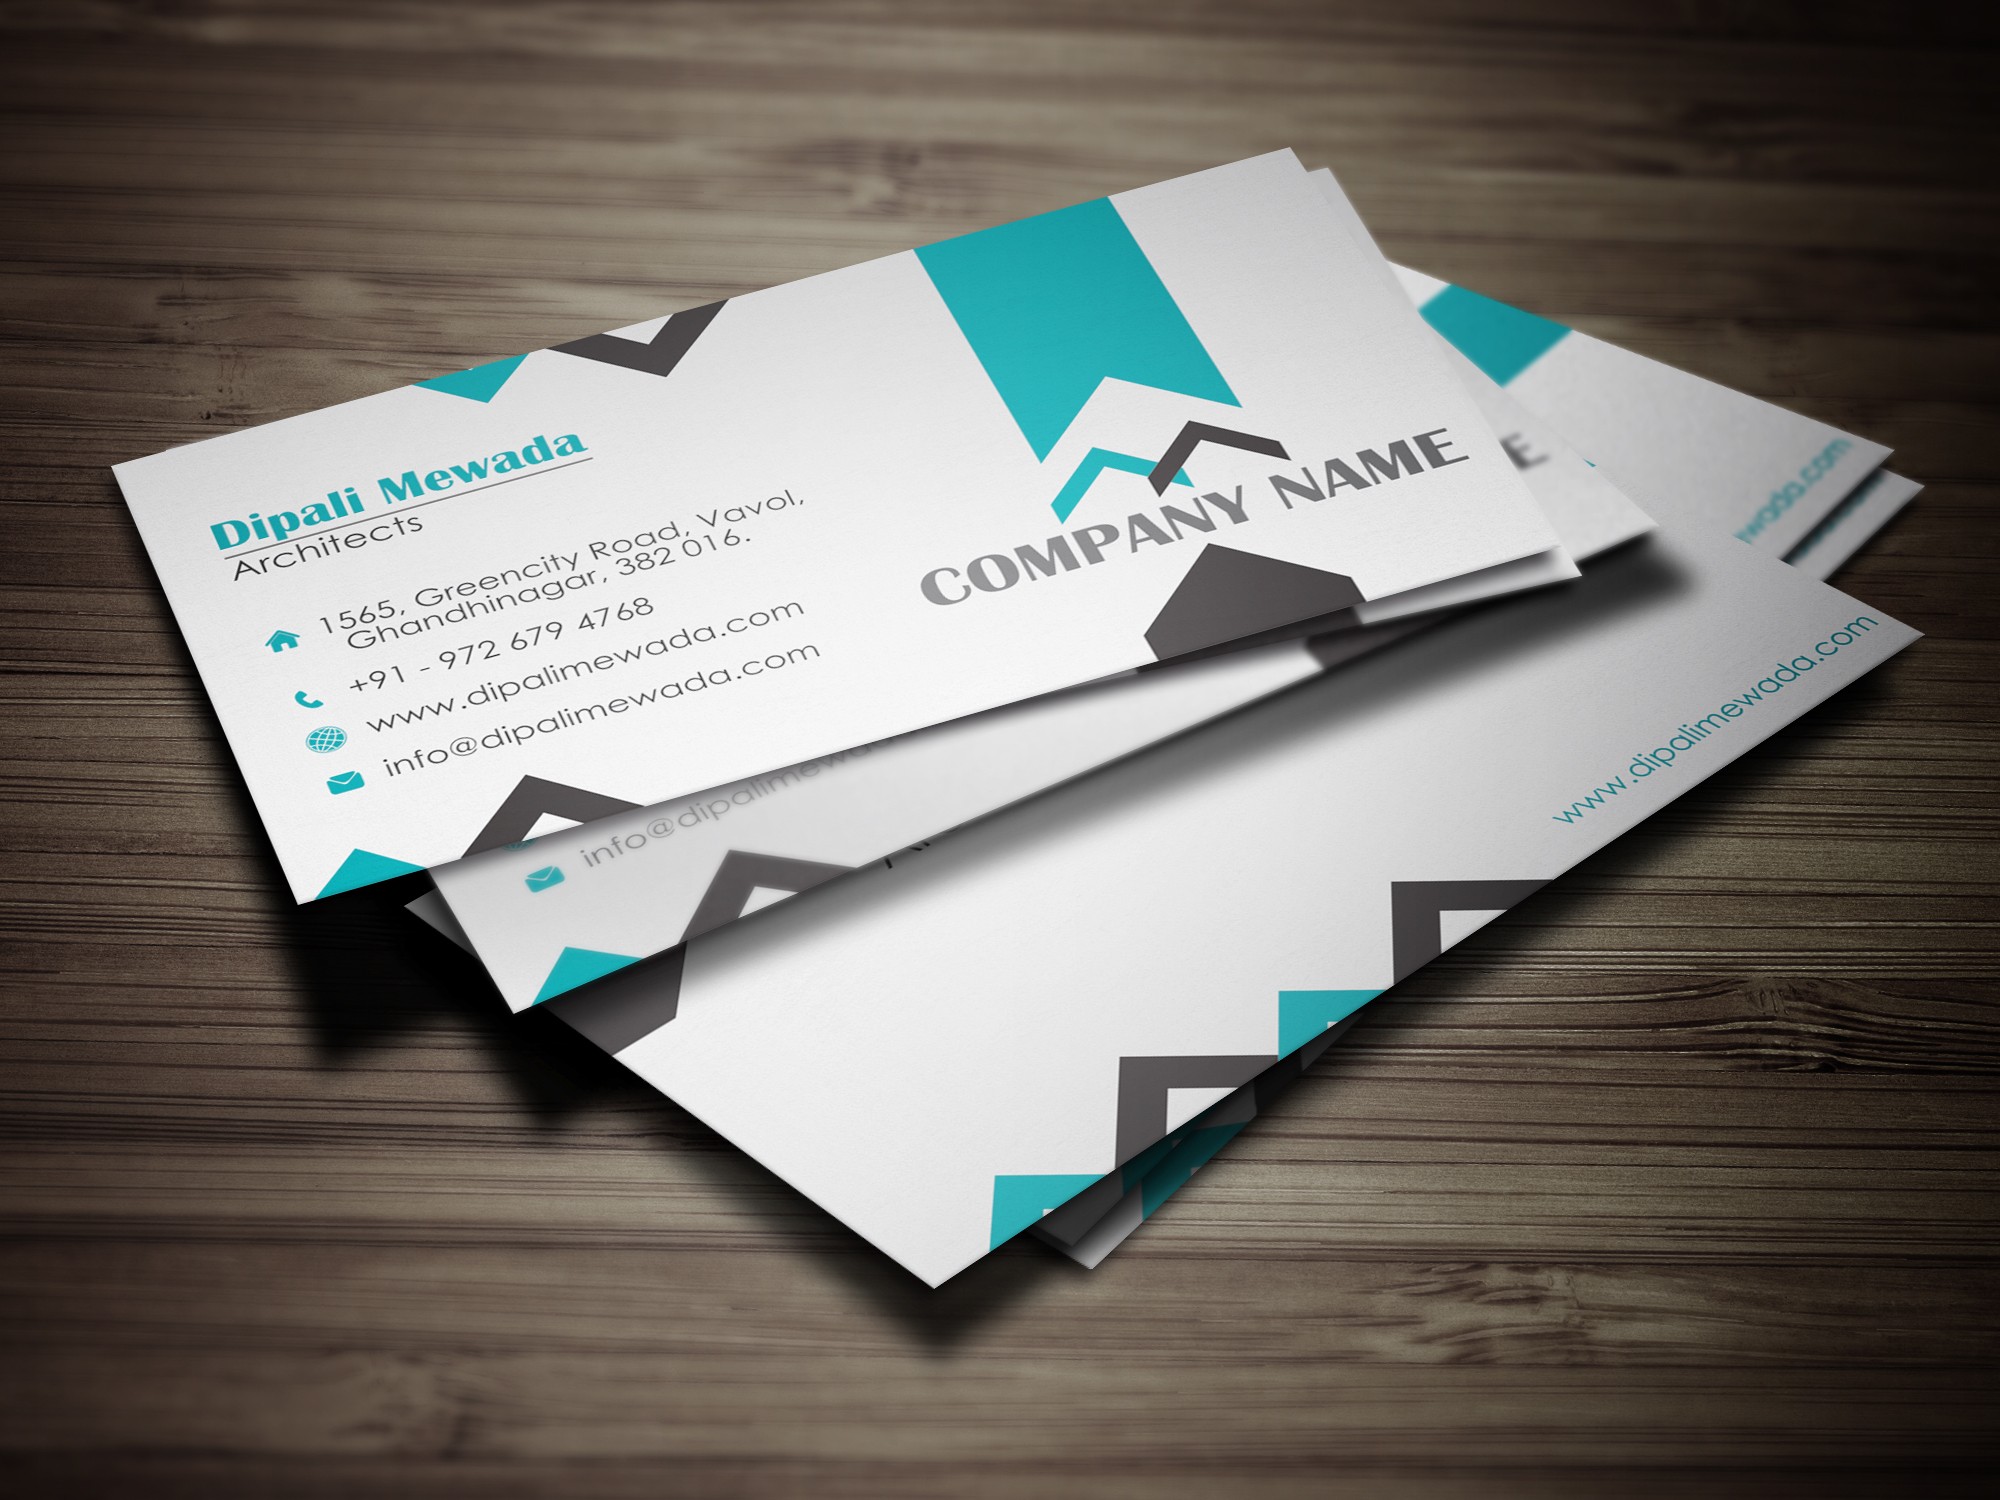 Dipali Mewada
Architects
1565, Greencity Road, Vavol,
Ghandhinagar, 382 016.
+91 - 972 679 4768
www.dipalimewada.com
info@dipalimewada.com
COMPANY NAME
E
wada.com
info@dipalimewada
www.dipalimewada.com